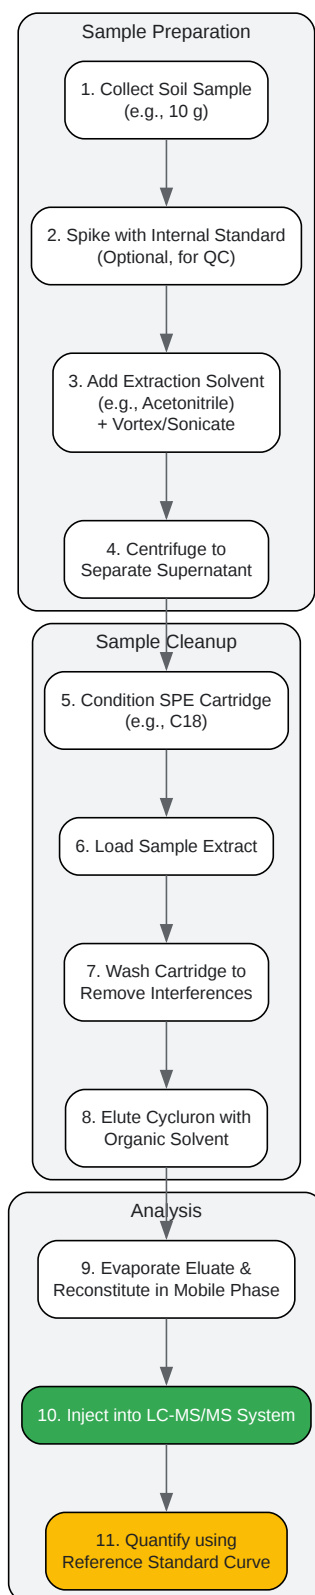 Sample Preparation
1. Collect Soil Sample
(e.g., 10 g)
2. Spike with Internal Standard
(Optional, for QC)
3. Add Extraction Solvent
(e.g., Acetonitrile)
+ Vortex/Sonicate
4. Centrifuge to
Separate Supernatant
Sample Cleanup
5. Condition SPE Cartridge
(e.g., C18)
6. Load Sample Extract
7. Wash Cartridge to
Remove Interferences
8. Elute Cycluron with
Organic Solvent
Analysis
9. Evaporate Eluate &
Reconstitute in Mobile Phase
10. Inject into LC-MS/MS System
11. Quantify using
Reference Standard Curve